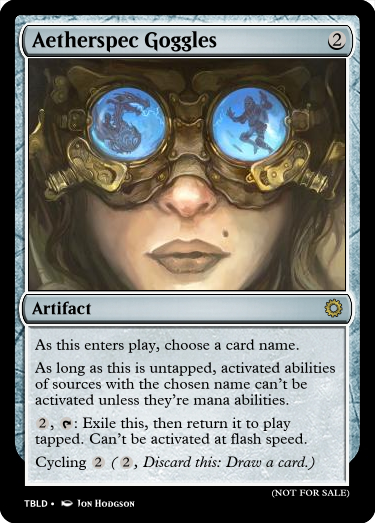 Aetherspec Goggles 2
Artifact
As this enters play, choose a card name.
As long as this is untapped, activated abilities
of sources with the chosen name can't be
activated unless they're mana abilities.
2, : Exile this, then return it to play
tapped. Can't be activated at flash speed.
Cycling 2 (2, Discard this: Draw a card.)
(NOT FOR SALE)
TBLD • Jon Hodgson